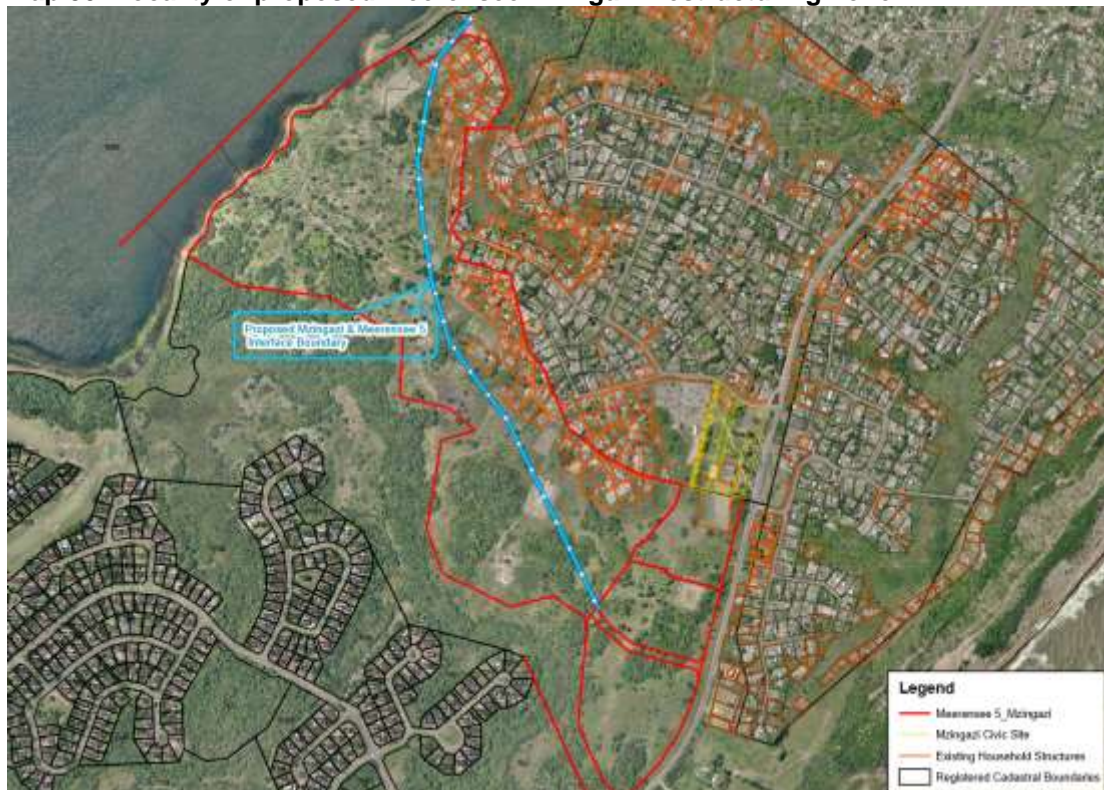 Proposed Mzingazi & Meerensee 5
Interface Boundary
Legend
Meerensee 5_Mzingazi
Mzingazi Civic Site
Existing Household Structures
Registered Cadastral Boundaries